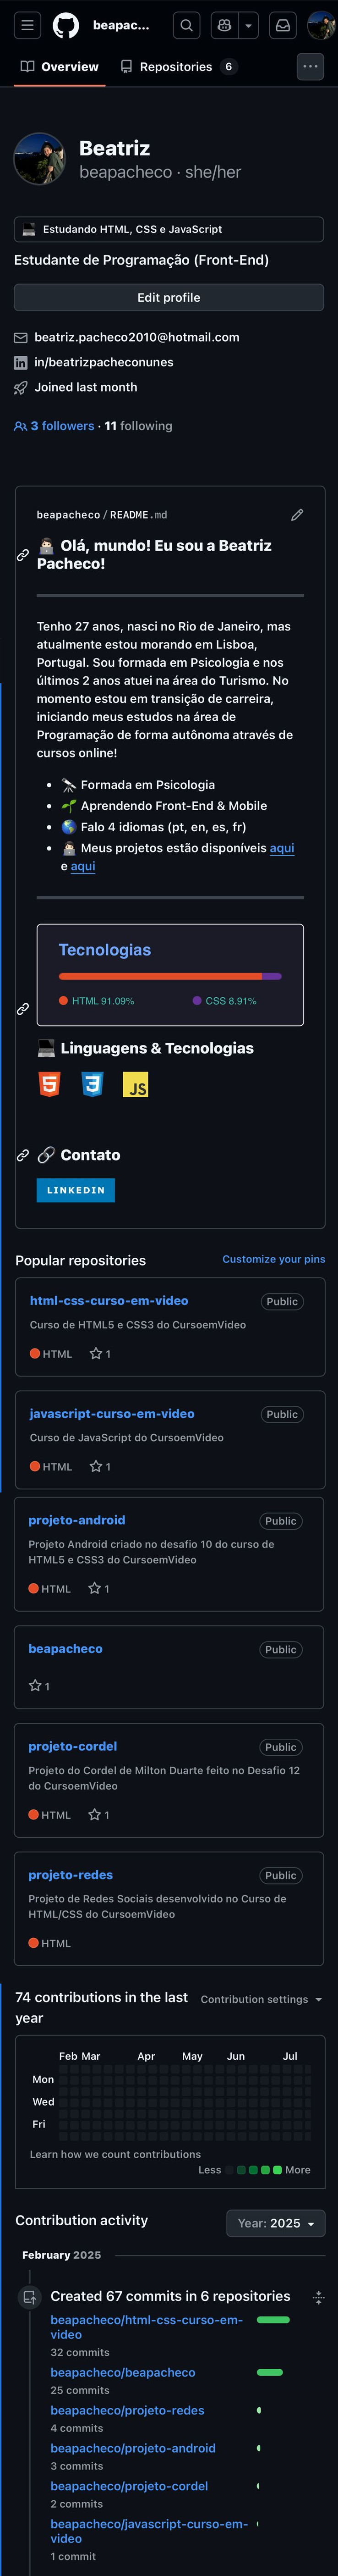 beapac...
Overview
Repositories 6
Beatriz
beapacheco · she/her
Estudando HTML, CSS e JavaScript
Estudante de Programação (Front-End)
Edit profile
beatriz.pacheco2010@hotmail.com
in/beatrizpacheconunes
Joined last month
3 followers · 11 following
beapacheco/README.md
Olá, mundo! Eu sou a Beatriz
Pacheco!
Tenho 27 anos, nasci no Rio de Janeiro, mas
atualmente estou morando em Lisboa,
Portugal. Sou formada em Psicologia e nos
últimos 2 anos atuei na área do Turismo. No
momento estou em transição de carreira,
iniciando meus estudos na área de
Programação de forma autônoma através de
cursos online!
• Formada em Psicologia
• Aprendendo Front-End & Mobile
• Falo 4 idiomas (pt, en, es, fr)
• Meus projetos estão disponíveis aqui
e aqui
Tecnologias
HTML 91.09% CSS 8.91%
Linguagens & Tecnologias
5 3 JS
Contato
LINKEDIN
Popular repositories Customize your pins
html-css-curso-em-video Public
Curso de HTML5 e CSS3 do CursoemVideo
HTML 1
javascript-curso-em-video Public
Curso de JavaScript do CursoemVideo
HTML 1
projeto-android Public
Projeto Android criado no desafio 10 do curso de
HTML5 e CSS3 do CursoemVideo
HTML 1
beapacheco Public
1
projeto-cordel Public
Projeto do Cordel de Milton Duarte feito no Desafio 12
do CursoemVideo
HTML 1
projeto-redes Public
Projeto de Redes Sociais desenvolvido no Curso de
HTML/CSS do CursoemVideo
HTML
74 contributions in the last
year
Contribution settings
Feb Mar Apr May Jun Jul
Mon
Wed
Fri
Learn how we count contributions
Less More
Contribution activity
Year: 2025
February 2025
Created 67 commits in 6 repositories
beapacheco/html-css-curso-em-
video
32 commits
beapacheco/beapacheco
25 commits
beapacheco/projeto-redes
4 commits
beapacheco/projeto-android
3 commits
beapacheco/projeto-cordel
2 commits
beapacheco/javascript-curso-em-
video
1 commit